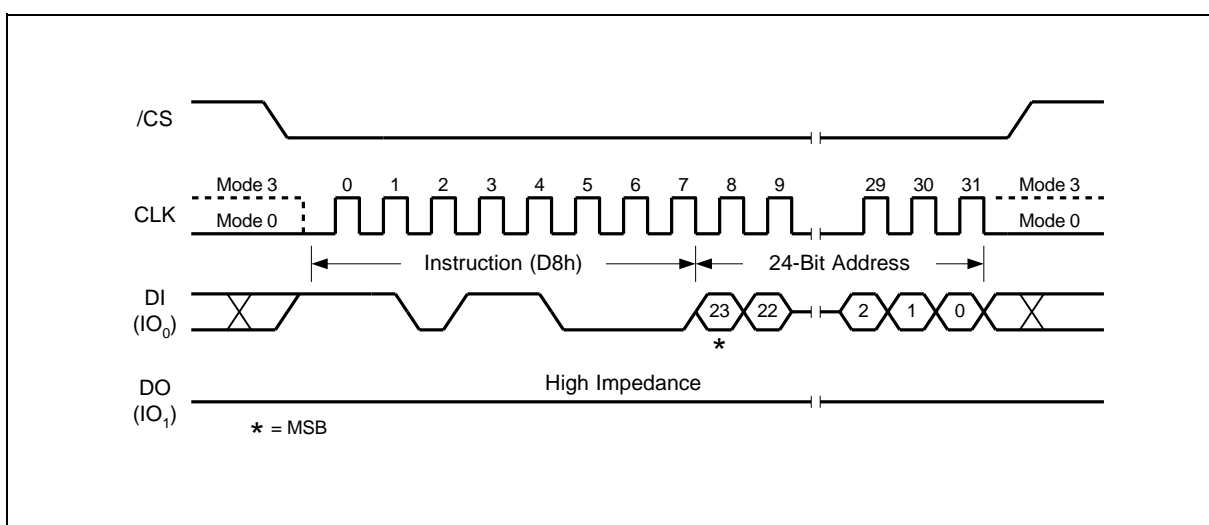 /CS
Mode 3 0 1 2 3 4 5 6 7 8 9 29 30 31 Mode 3
CLK
Mode 0 Mode 0
Instruction (D8h) 24-Bit Address
DI
(IO0)
23 22 2 1 0
*
High Impedance
DO
(IO1)
* = MSB